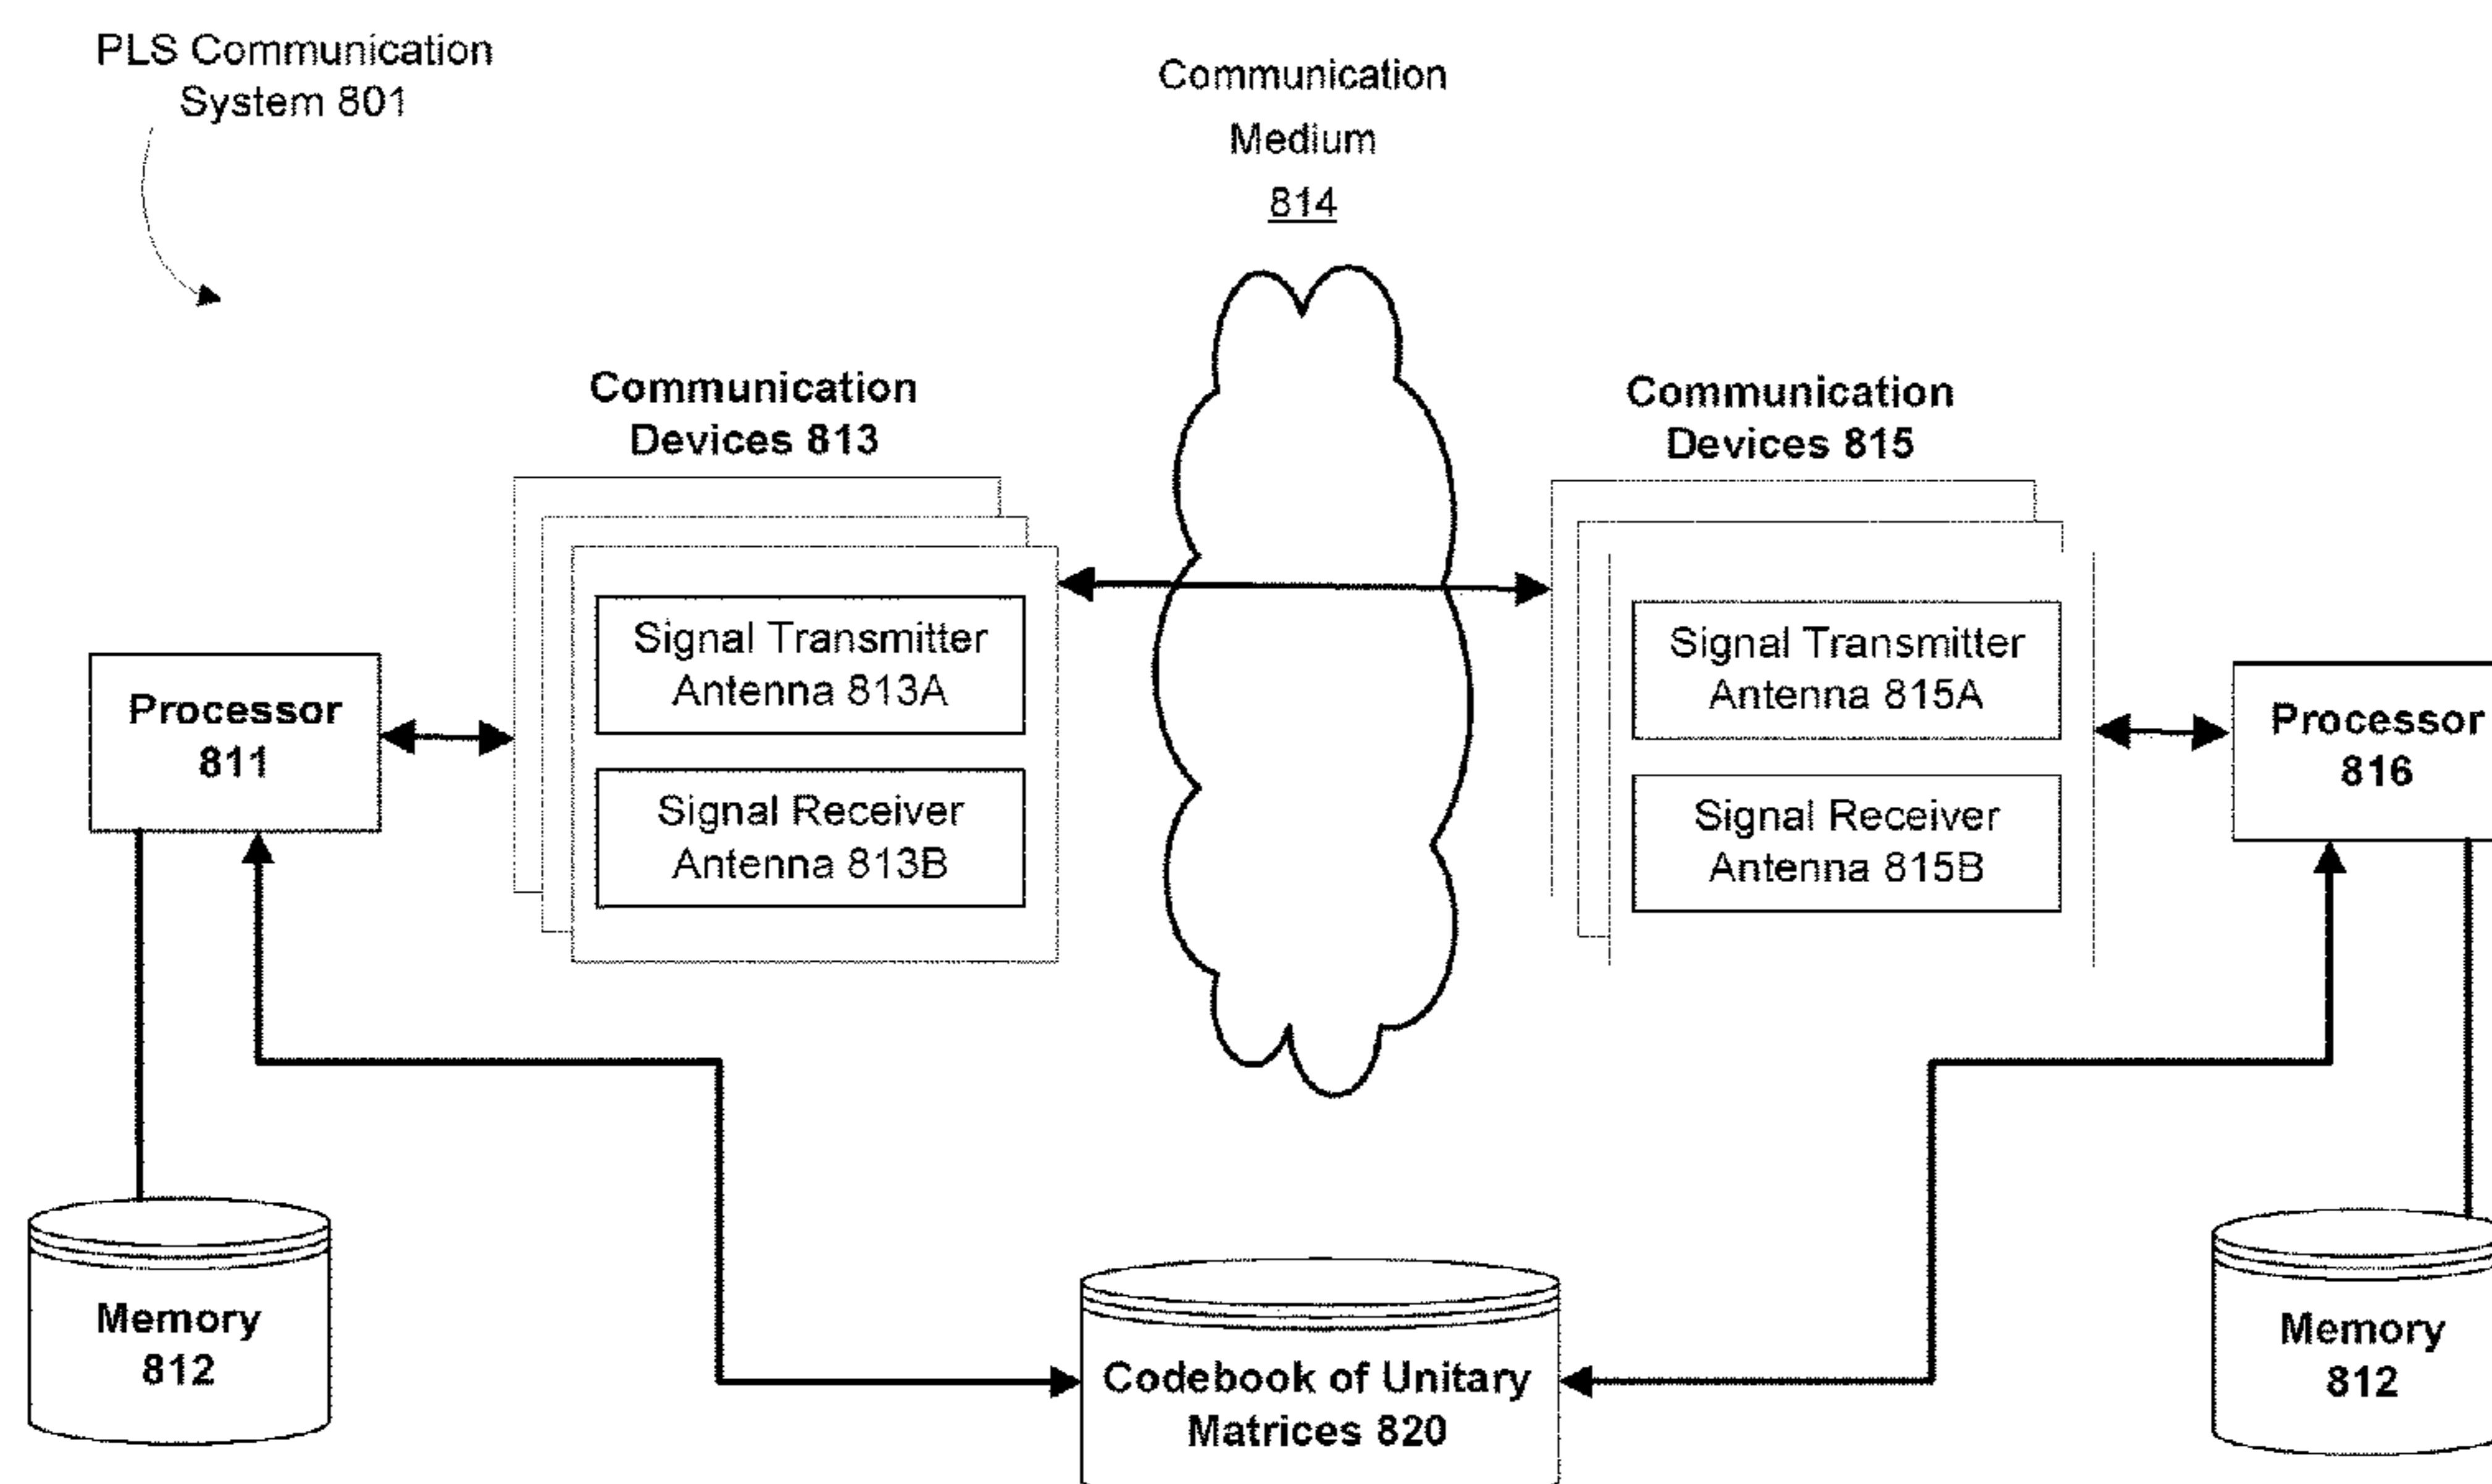 PLS Communication
System 801
Communication
Medium
814
Communication
Devices 813
Communication
Devices 815
Signal Transmitter
Antenna 813A
Signal Receiver
Antenna 813B
Signal Transmitter
Antenna 815A
Signal Receiver
Antenna 815B
Processor
811
Processor
816
Memory
812
Codebook of Unitary
Matrices 820
Memory
812